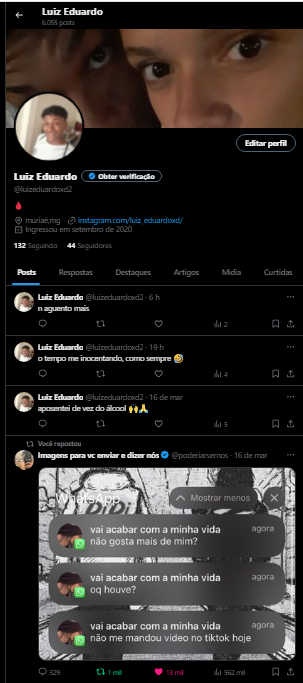 Luiz Eduardo
6.055 posts
Editar perfil
Luiz Eduardo Obter verificação
@luizeduardoxd2
muriaé,mg instagram.com/luiz_eduardoxd/
Ingressou em setembro de 2020
132 Seguindo 44 Seguidores
Posts Respostas Destaques Artigos Mídia Curtidas
Luiz Eduardo @luizeduardoxd2 · 6 h
n aguento mais
2
Luiz Eduardo @luizeduardoxd2 · 19 h
o tempo me inocentando, como sempre 🤣
4
Luiz Eduardo @luizeduardoxd2 · 16 de mar
aposentei de vez do álcool 🙌🙏
5
Você repostou
Imagens para vc enviar e dizer nós @poderiasernos · 16 de mar
WhatsApp Mostrar menos
vai acabar com a minha vida agora
não gosta mais de mim?
vai acabar com a minha vida agora
oq houve?
vai acabar com a minha vida agora
não me mandou video no tiktok hoje
329 1 mil 18 mil 562 mil